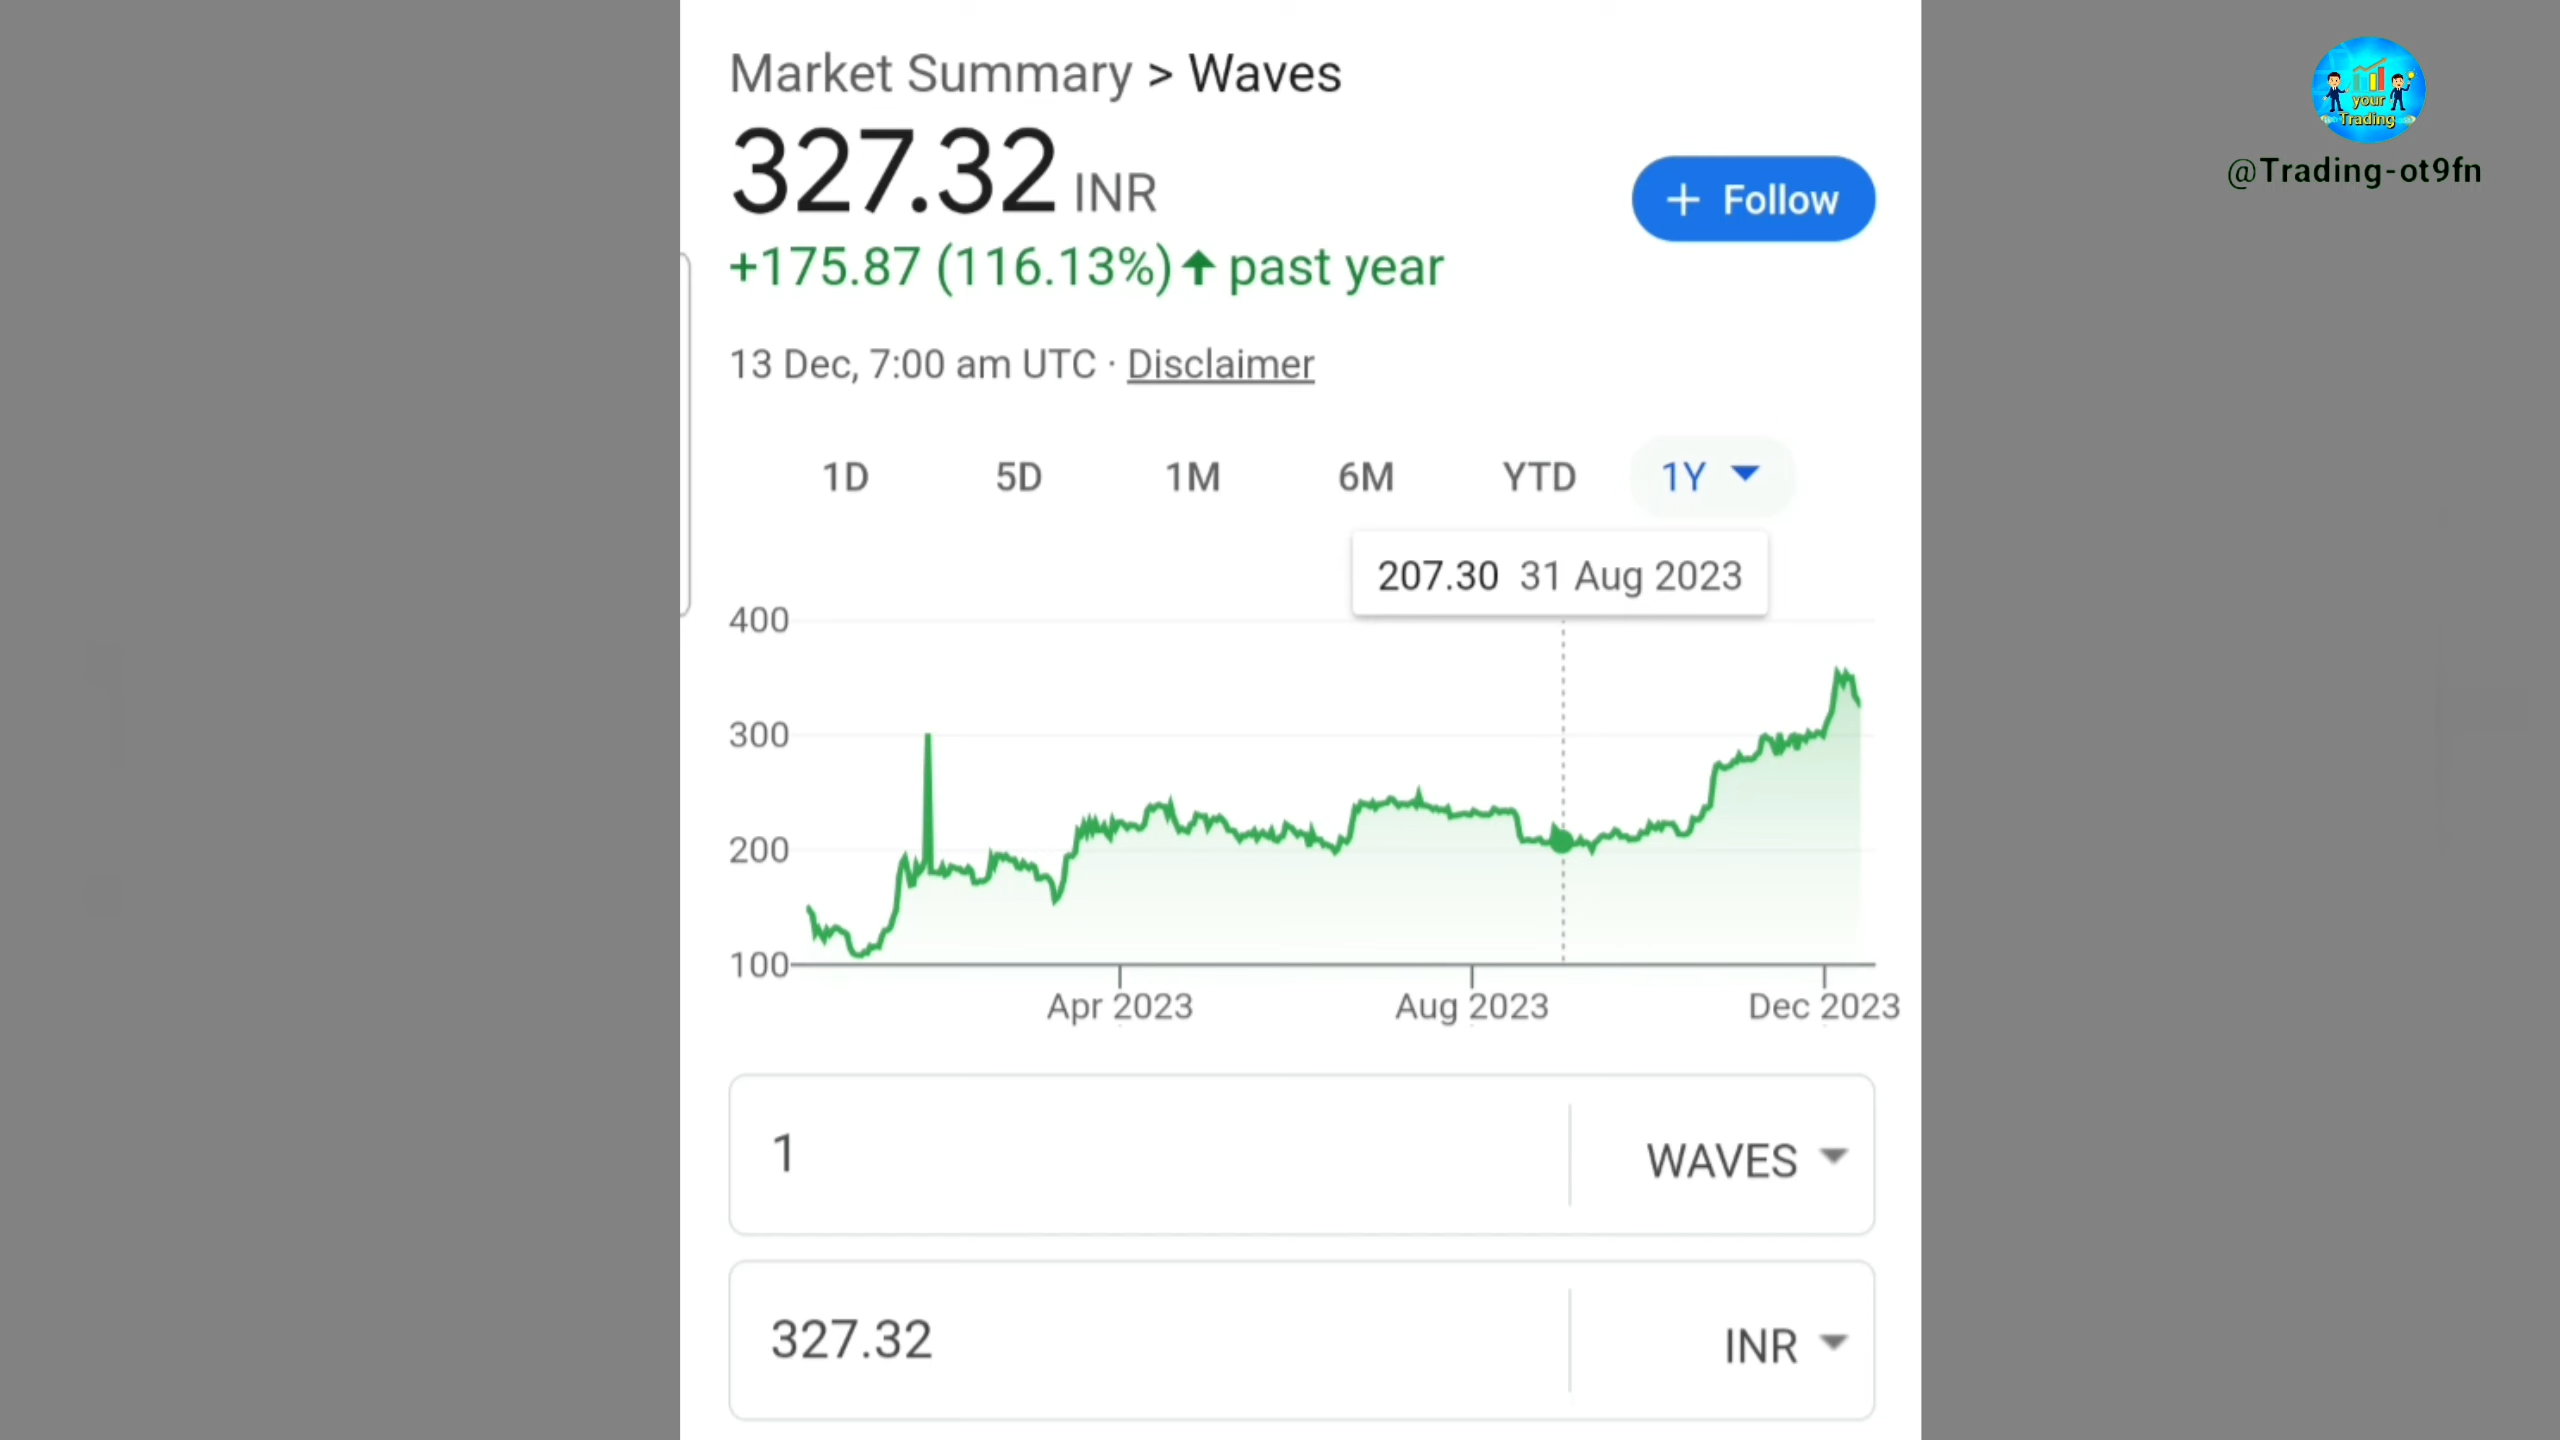 Market Summary > Waves
327.32 INR
+ Follow
+175.87 (116.13%) ↑ past year
13 Dec, 7:00 am UTC · Disclaimer
1D 5D 1M 6M YTD 1Y
207.30 31 Aug 2023
400
300
200
100
Apr 2023 Aug 2023 Dec 2023
1 WAVES
327.32 INR
your
Trading
@Trading-ot9fn